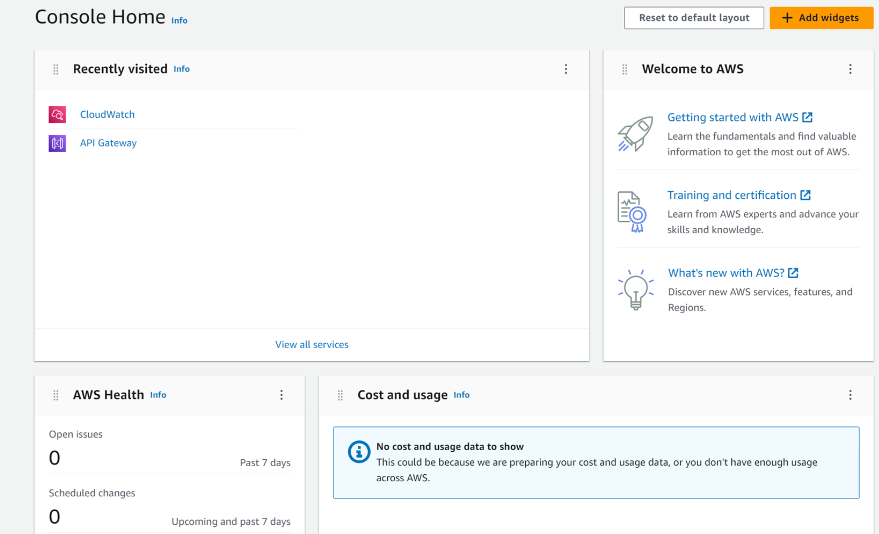 Console Home Info
Reset to default layout
Add widgets
Recently visited Info
CloudWatch
API Gateway
View all services
Welcome to AWS
Getting started with AWS
Learn the fundamentals and find valuable
information to get the most out of AWS.
Training and certification
Learn from AWS experts and advance your
skills and knowledge.
What's new with AWS?
Discover new AWS services, features, and
Regions.
AWS Health Info
Open issues
0 Past 7 days
Scheduled changes
0 Upcoming and past 7 days
Cost and usage Info
No cost and usage data to show
This could be because we are preparing your cost and usage data, or you don't have enough usage
across AWS.